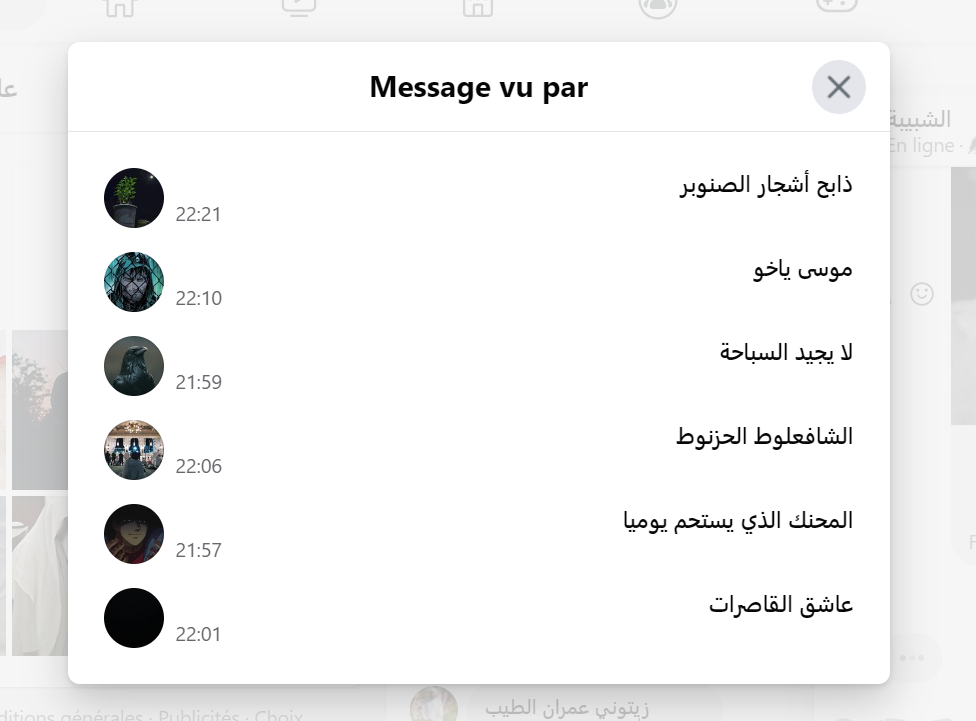 Message vu par
ذابح أشجار الصنوبر
22:21
موسى ياخو
22:10
لا يجيد السباحة
21:59
الشافعلوط الحزنوط
22:06
المحنك الذي يستحم يوميا
21:57
عاشق القاصرات
22:01
الشبيبة
En ligne ·
زيتوني عمران الطيب
ditions générales · Publicités · Choix